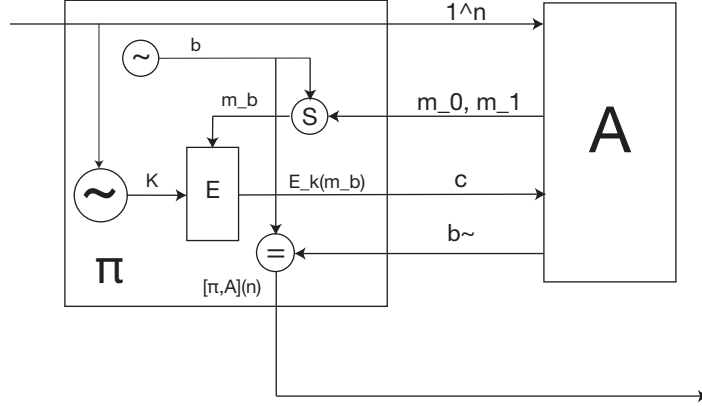 1^n
~
b
m_b
S
m_0, m_1
A
~
K
E
E_k(m_b)
c
=
b~
π
[π,A](n)